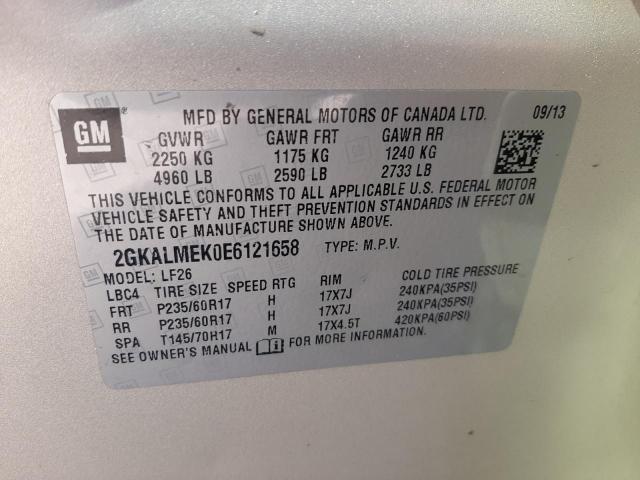 GM
MFD BY GENERAL MOTORS OF CANADA LTD. 09/13
GVWR GAWR FRT GAWR RR
2250 KG 1175 KG 1240 KG
4960 LB 2590 LB 2733 LB
THIS VEHICLE CONFORMS TO ALL APPLICABLE U.S. FEDERAL MOTOR
VEHICLE SAFETY AND THEFT PREVENTION STANDARDS IN EFFECT ON
THE DATE OF MANUFACTURE SHOWN ABOVE.
2GKALMEK0E6121658 TYPE: M.P.V.
MODEL: LF26
LBC4 TIRE SIZE SPEED RTG RIM COLD TIRE PRESSURE
FRT P235/60R17 H 17X7J 240KPA(35PSI)
RR P235/60R17 H 17X7J 240KPA(35PSI)
SPA T145/70R17 M 17X4.5T 420KPA(60PSI)
SEE OWNER'S MANUAL FOR MORE INFORMATION.